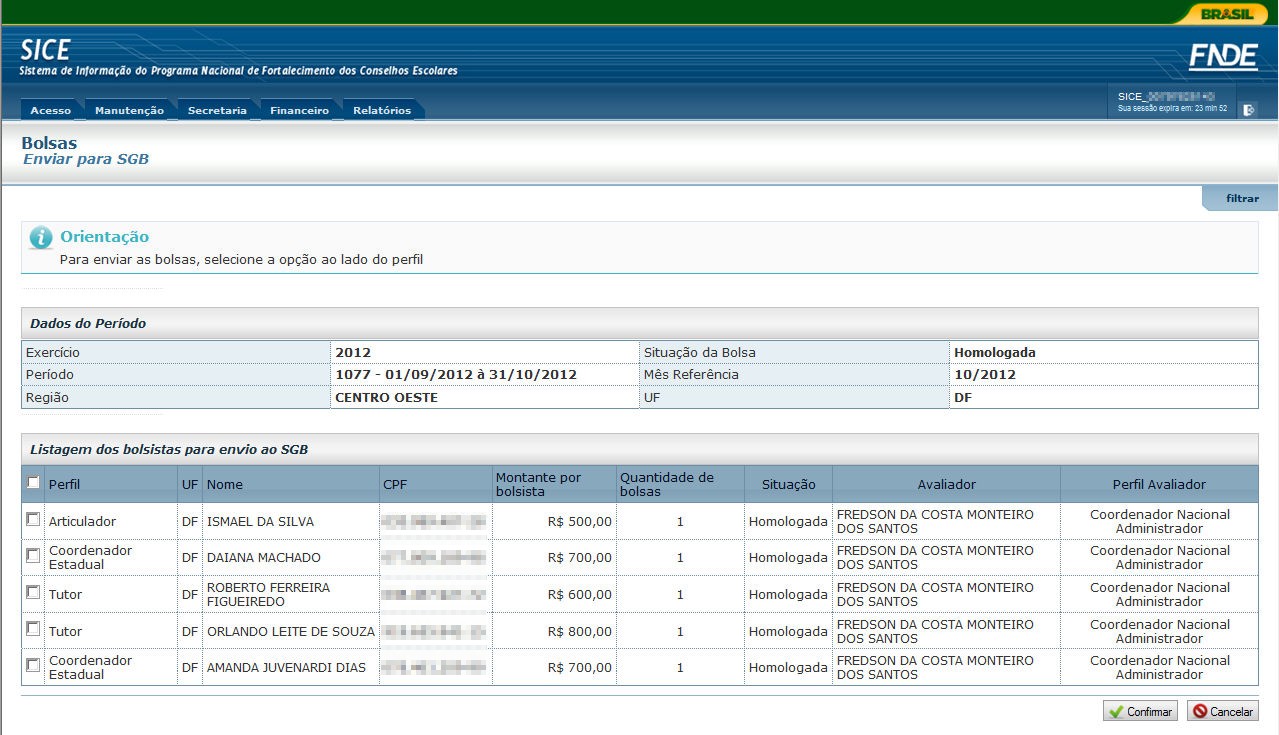 BRASIL
SICE
Sistema de Informação do Programa Nacional de Fortalecimento dos Conselhos Escolares
FNDE
Acesso Manutenção Secretaria Financeiro Relatórios
SICE_
Sua sessão expira em: 23 min 52
Bolsas
Enviar para SGB
filtrar
Orientação
Para enviar as bolsas, selecione a opção ao lado do perfil
Dados do Período
Exercício 2012 Situação da Bolsa Homologada
Período 1077 - 01/09/2012 à 31/10/2012 Mês Referência 10/2012
Região CENTRO OESTE UF DF
Listagem dos bolsistas para envio ao SGB
Perfil UF Nome CPF Montante por bolsista Quantidade de bolsas Situação Avaliador Perfil Avaliador
Articulador DF ISMAEL DA SILVA R$ 500,00 1 Homologada FREDSON DA COSTA MONTEIRO DOS SANTOS Coordenador Nacional Administrador
Coordenador Estadual DF DAIANA MACHADO R$ 700,00 1 Homologada FREDSON DA COSTA MONTEIRO DOS SANTOS Coordenador Nacional Administrador
Tutor DF ROBERTO FERREIRA FIGUEIREDO R$ 600,00 1 Homologada FREDSON DA COSTA MONTEIRO DOS SANTOS Coordenador Nacional Administrador
Tutor DF ORLANDO LEITE DE SOUZA R$ 800,00 1 Homologada FREDSON DA COSTA MONTEIRO DOS SANTOS Coordenador Nacional Administrador
Coordenador Estadual DF AMANDA JUVENARDI DIAS R$ 700,00 1 Homologada FREDSON DA COSTA MONTEIRO DOS SANTOS Coordenador Nacional Administrador
Confirmar Cancelar